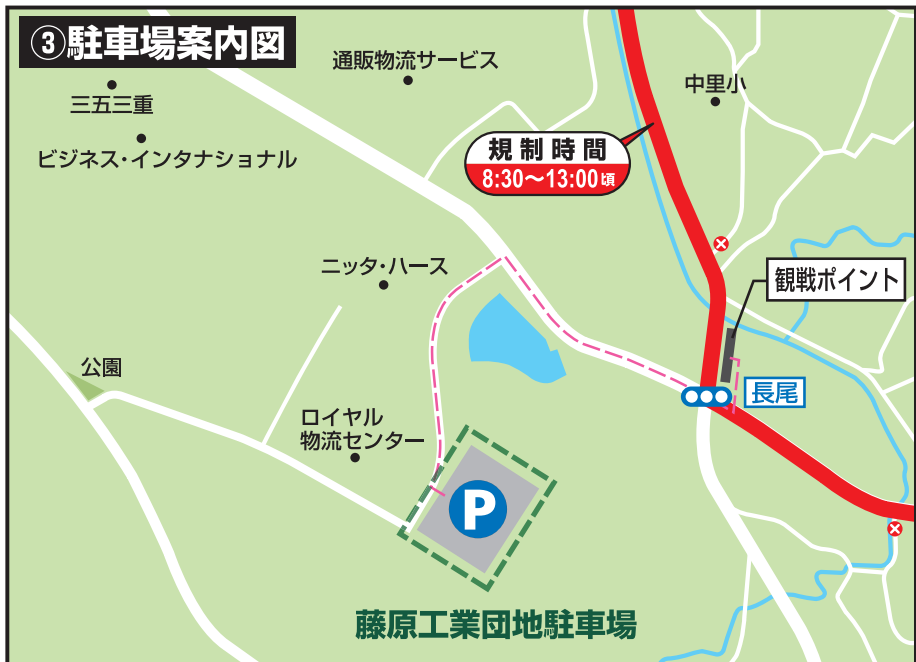 ③駐車場案内図
通販物流サービス
中里小
三五三重
ビジネス・インタナショナル
規制時間
8:30〜13:00頃
ニッタ・ハース
観戦ポイント
公園
長尾
ロイヤル
物流センター
P
藤原工業団地駐車場